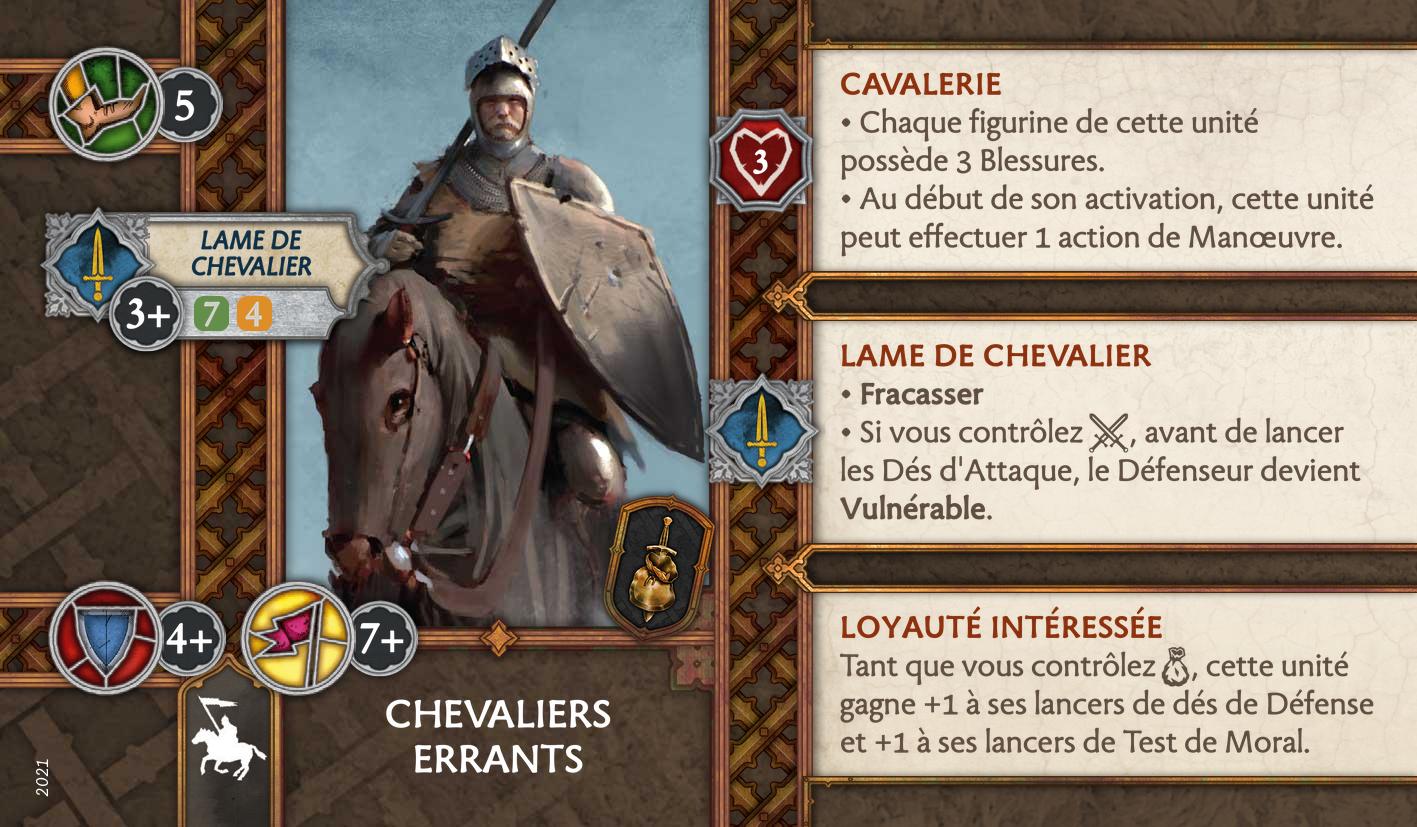 5
LAME DE
CHEVALIER
3+ 7 4
4+ 7+
CHEVALIERS
ERRANTS
2021
3
CAVALERIE
• Chaque figurine de cette unité
possède 3 Blessures.
• Au début de son activation, cette unité
peut effectuer 1 action de Manœuvre.
LAME DE CHEVALIER
• Fracasser
• Si vous contrôlez , avant de lancer
les Dés d'Attaque, le Défenseur devient
Vulnérable.
LOYAUTÉ INTÉRESSÉE
Tant que vous contrôlez , cette unité
gagne +1 à ses lancers de dés de Défense
et +1 à ses lancers de Test de Moral.